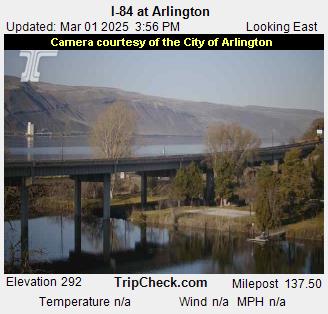 I-84 at Arlington
Updated: Mar 01 2025 3:56 PM Looking East
Camera courtesy of the City of Arlington
Elevation 292 TripCheck.com Milepost 137.50
Temperature n/a Wind n/a MPH n/a